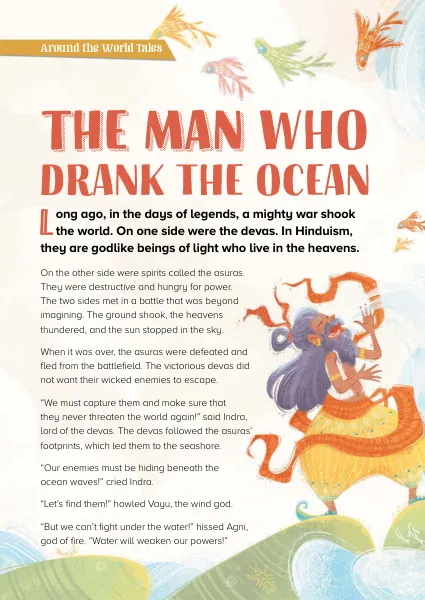 Around the World Tales
THE MAN WHO
DRANK THE OCEAN
Long ago, in the days of legends, a mighty war shook
the world. On one side were the devas. In Hinduism,
they are godlike beings of light who live in the heavens.
On the other side were spirits called the asuras.
They were destructive and hungry for power.
The two sides met in a battle that was beyond
imagining. The ground shook, the heavens
thundered, and the sun stopped in the sky.
When it was over, the asuras were defeated and
fled from the battlefield. The victorious devas did
not want their wicked enemies to escape.
“We must capture them and make sure that
they never threaten the world again!” said Indra,
lord of the devas. The devas followed the asuras’
footprints, which led them to the seashore.
“Our enemies must be hiding beneath the
ocean waves!” cried Indra.
“Let’s find them!” howled Vayu, the wind god.
“But we can’t fight under the water!” hissed Agni,
god of fire. “Water will weaken our powers!”